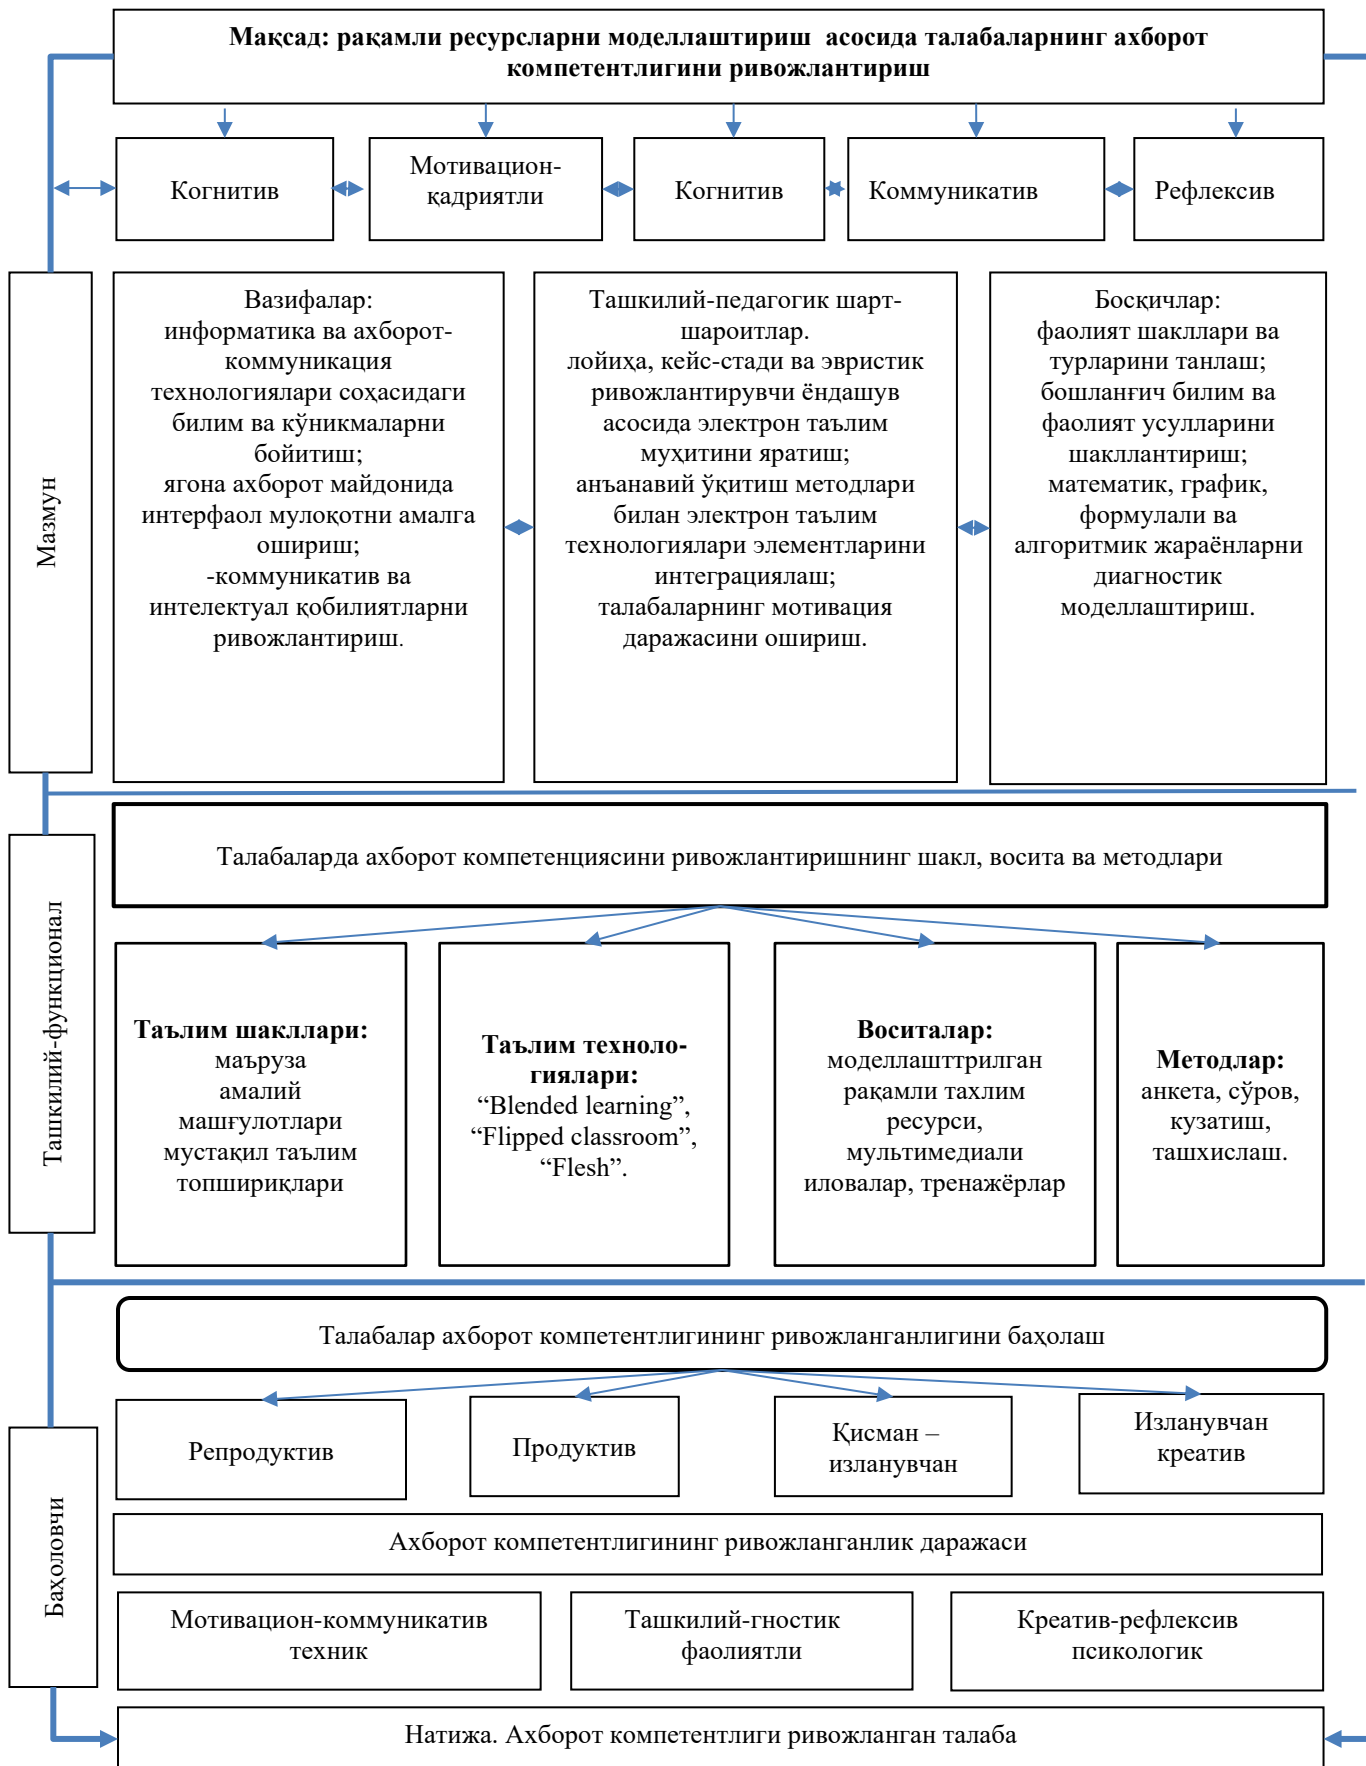 Мақсад: рақамли ресурсларни моделлаштириш асосида талабаларнинг ахборот
компетентлигини ривожлантириш
Когнитив
Мотивацион-
қадриятли
Когнитив
Коммуникатив
Рефлексив
Мазмун
Вазифалар:
информатика ва ахборот-
коммуникация
технологиялари соҳасидаги
билим ва кўникмаларни
бойитиш;
ягона ахборот майдонида
интерфаол мулоқотни амалга
ошириш;
-коммуникатив ва
интелектуал қобилиятларни
ривожлантириш.
Ташкилий-педагогик шарт-
шароитлар.
лойиҳа, кейс-стади ва эвристик
ривожлантирувчи ёндашув
асосида электрон таълим
муҳитини яратиш;
анъанавий ўқитиш методлари
билан электрон таълим
технологиялари элементларини
интеграциялаш;
талабаларнинг мотивация
даражасини ошириш.
Босқичлар:
фаолият шакллари ва
турларини танлаш;
бошланғич билим ва
фаолият усулларини
шакллантириш;
математик, график,
формулали ва
алгоритмик жараёнларни
диагностик
моделлаштириш.
Ташкилий-функционал
Талабаларда ахборот компетенциясини ривожлантиришнинг шакл, восита ва методлари
Таълим шакллари:
маъруза
амалий
машғулотлари
мустақил таълим
топшириқлари
Таълим техноло-
гиялари:
“Blended learning”,
“Flipped classroom”,
“Flesh”.
Воситалар:
моделлашттрилган
рақамли тахлим
ресурси,
мультимедиали
иловалар, тренажёрлар
Методлар:
анкета, сўров,
кузатиш,
ташхислаш.
Баҳоловчи
Талабалар ахборот компетентлигининг ривожланганлигини баҳолаш
Репродуктив
Продуктив
Қисман –
изланувчан
Изланувчан
креатив
Ахборот компетентлигининг ривожланганлик даражаси
Мотивацион-коммуникатив
техник
Ташкилий-гностик
фаолиятли
Креатив-рефлексив
психологик
Натижа. Ахборот компетентлиги ривожланган талаба